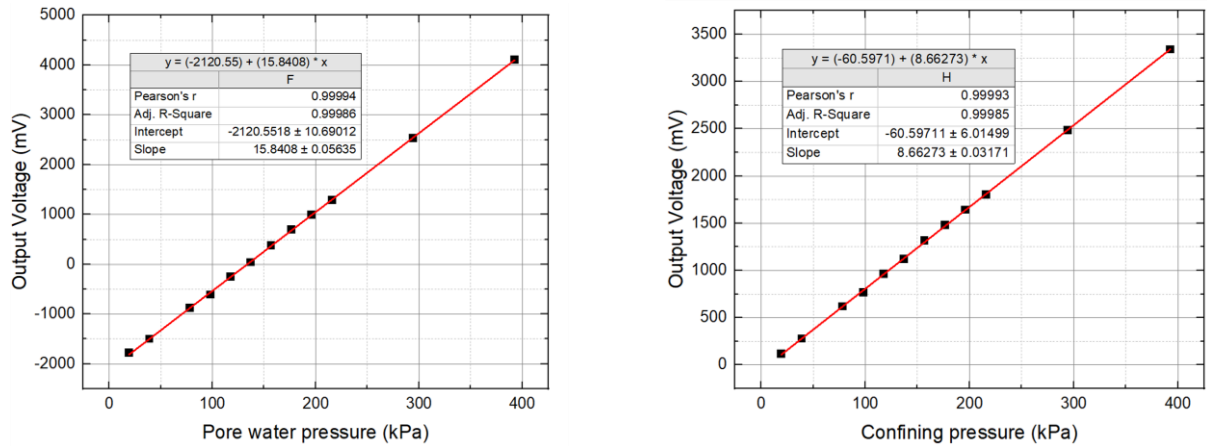 5000
4000
3000
2000
1000
0
-1000
-2000
Output Voltage (mV)
y = (-2120.55) + (15.8408) * x
F
Pearson's r 0.99994
Adj. R-Square 0.99986
Intercept -2120.5518 ± 10.69012
Slope 15.8408 ± 0.05635
0 100 200 300 400
Pore water pressure (kPa)
3500
3000
2500
2000
1500
1000
500
0
Output Voltage (mV)
y = (-60.5971) + (8.66273) * x
H
Pearson's r 0.99993
Adj. R-Square 0.99985
Intercept -60.59711 ± 6.01499
Slope 8.66273 ± 0.03171
0 100 200 300 400
Confining pressure (kPa)